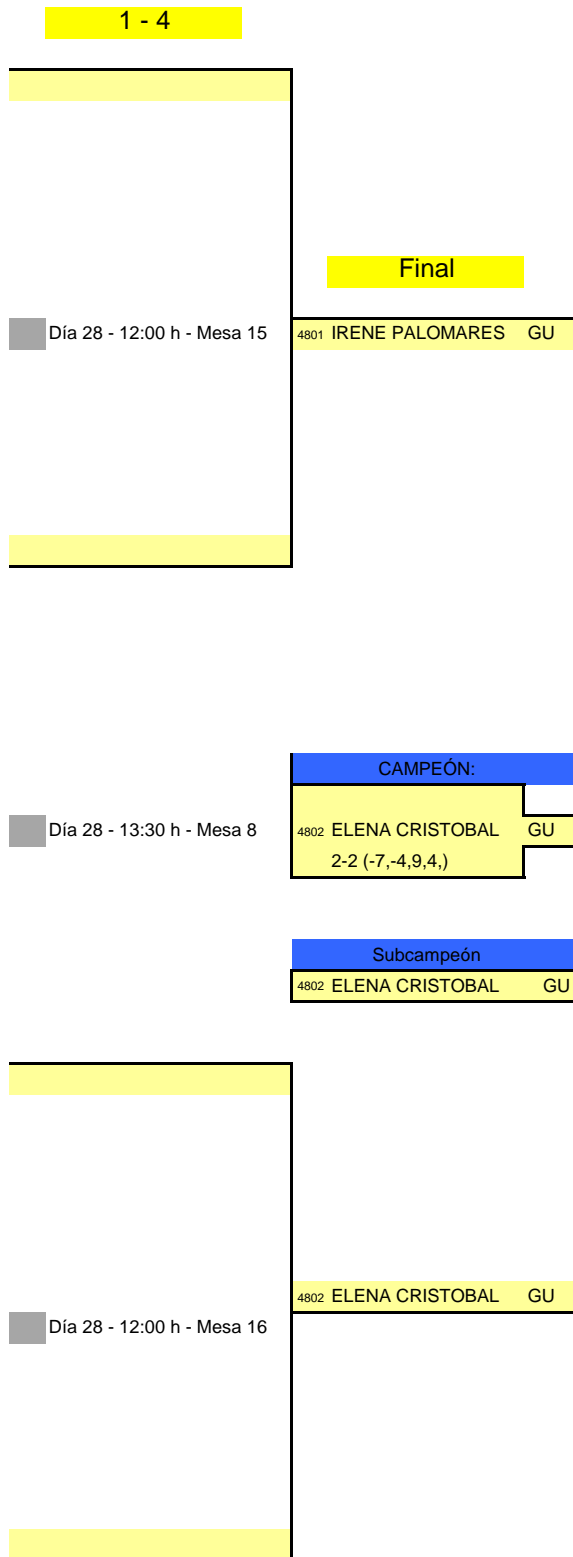 1 - 4
Final
Día 28 - 12:00 h - Mesa 15 4801 IRENE PALOMARES GU
CAMPEÓN:
Día 28 - 13:30 h - Mesa 8 4802 ELENA CRISTOBAL GU
2-2 (-7,-4,9,4,)
Subcampeón
4802 ELENA CRISTOBAL GU
4802 ELENA CRISTOBAL GU
Día 28 - 12:00 h - Mesa 16